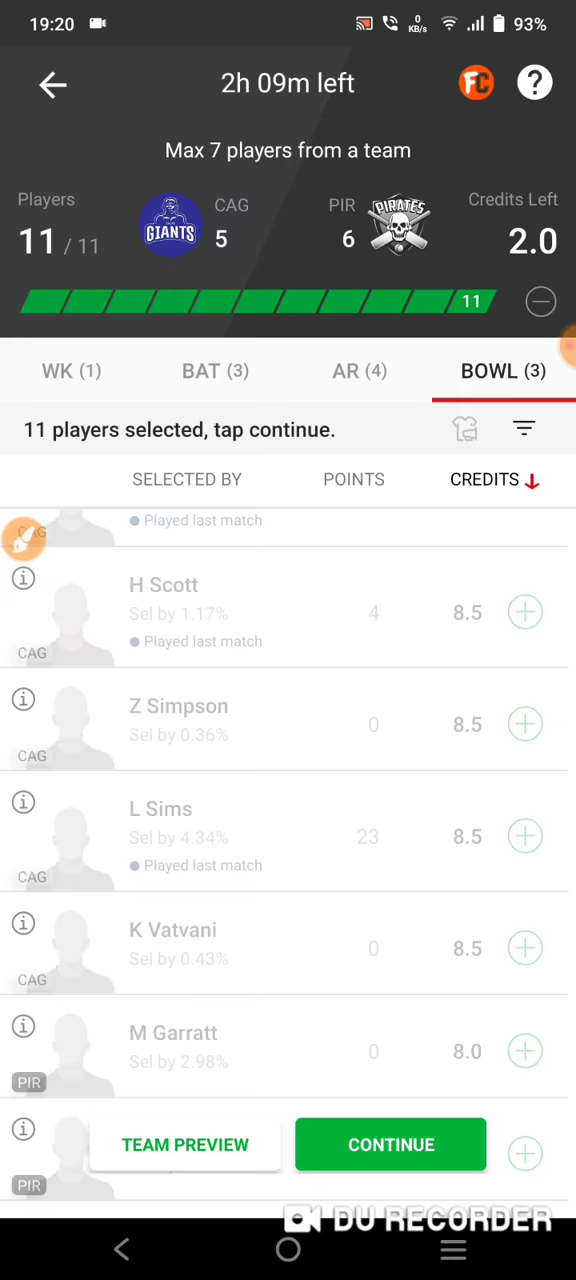 19:20
0
KB/s
93%
2h 09m left
FC
?
Max 7 players from a team
Players
11 / 11
GIANTS
CAG
5
PIR
6
PIRATES
Credits Left
2.0
11
WK (1)
BAT (3)
AR (4)
BOWL (3)
11 players selected, tap continue.
SELECTED BY
POINTS
CREDITS
CAG
Played last match
H Scott
Sel by 1.17%
Played last match
4
8.5
CAG
Z Simpson
Sel by 0.36%
0
8.5
CAG
L Sims
Sel by 4.34%
Played last match
23
8.5
CAG
K Vatvani
Sel by 0.43%
0
8.5
CAG
M Garratt
Sel by 2.98%
0
8.0
PIR
TEAM PREVIEW
CONTINUE
PIR
DU RECORDER